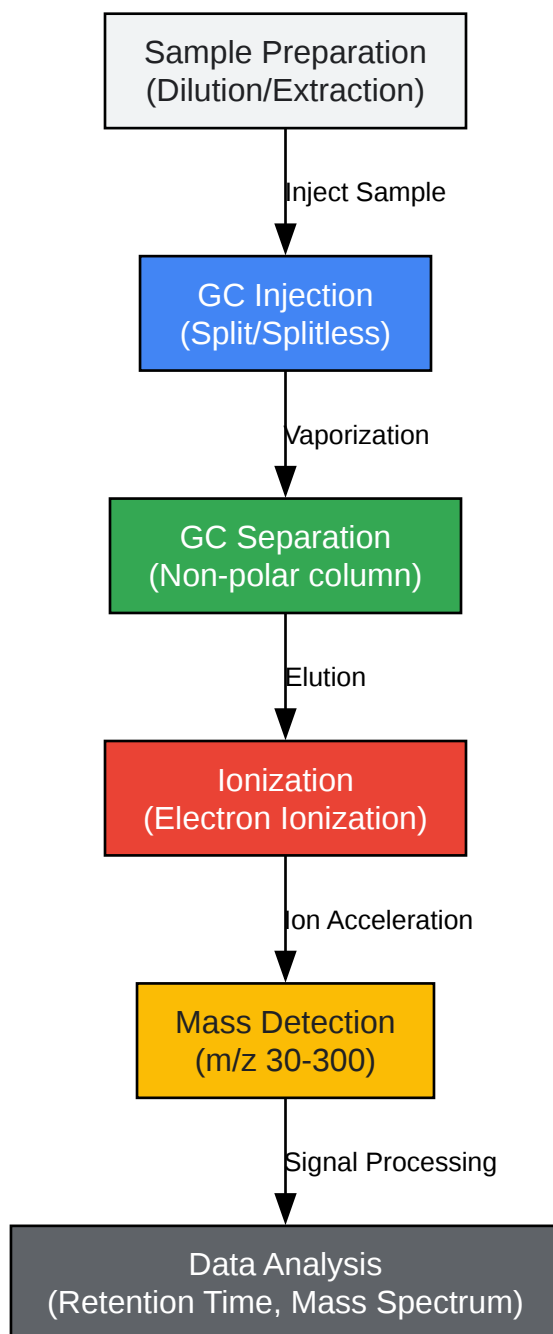 Sample Preparation
(Dilution/Extraction)
Inject Sample
GC Injection
(Split/Splitless)
Vaporization
GC Separation
(Non-polar column)
Elution
Ionization
(Electron Ionization)
Ion Acceleration
Mass Detection
(m/z 30-300)
Signal Processing
Data Analysis
(Retention Time, Mass Spectrum)